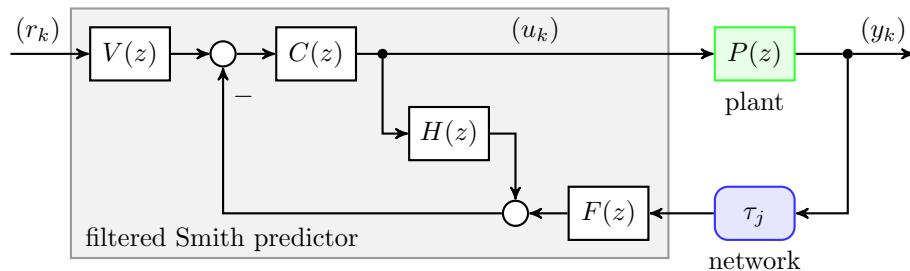 (r_k) (u_k) (y_k)
V(z) C(z) P(z)
−
plant
H(z)
F(z) τ_j
filtered Smith predictor
network